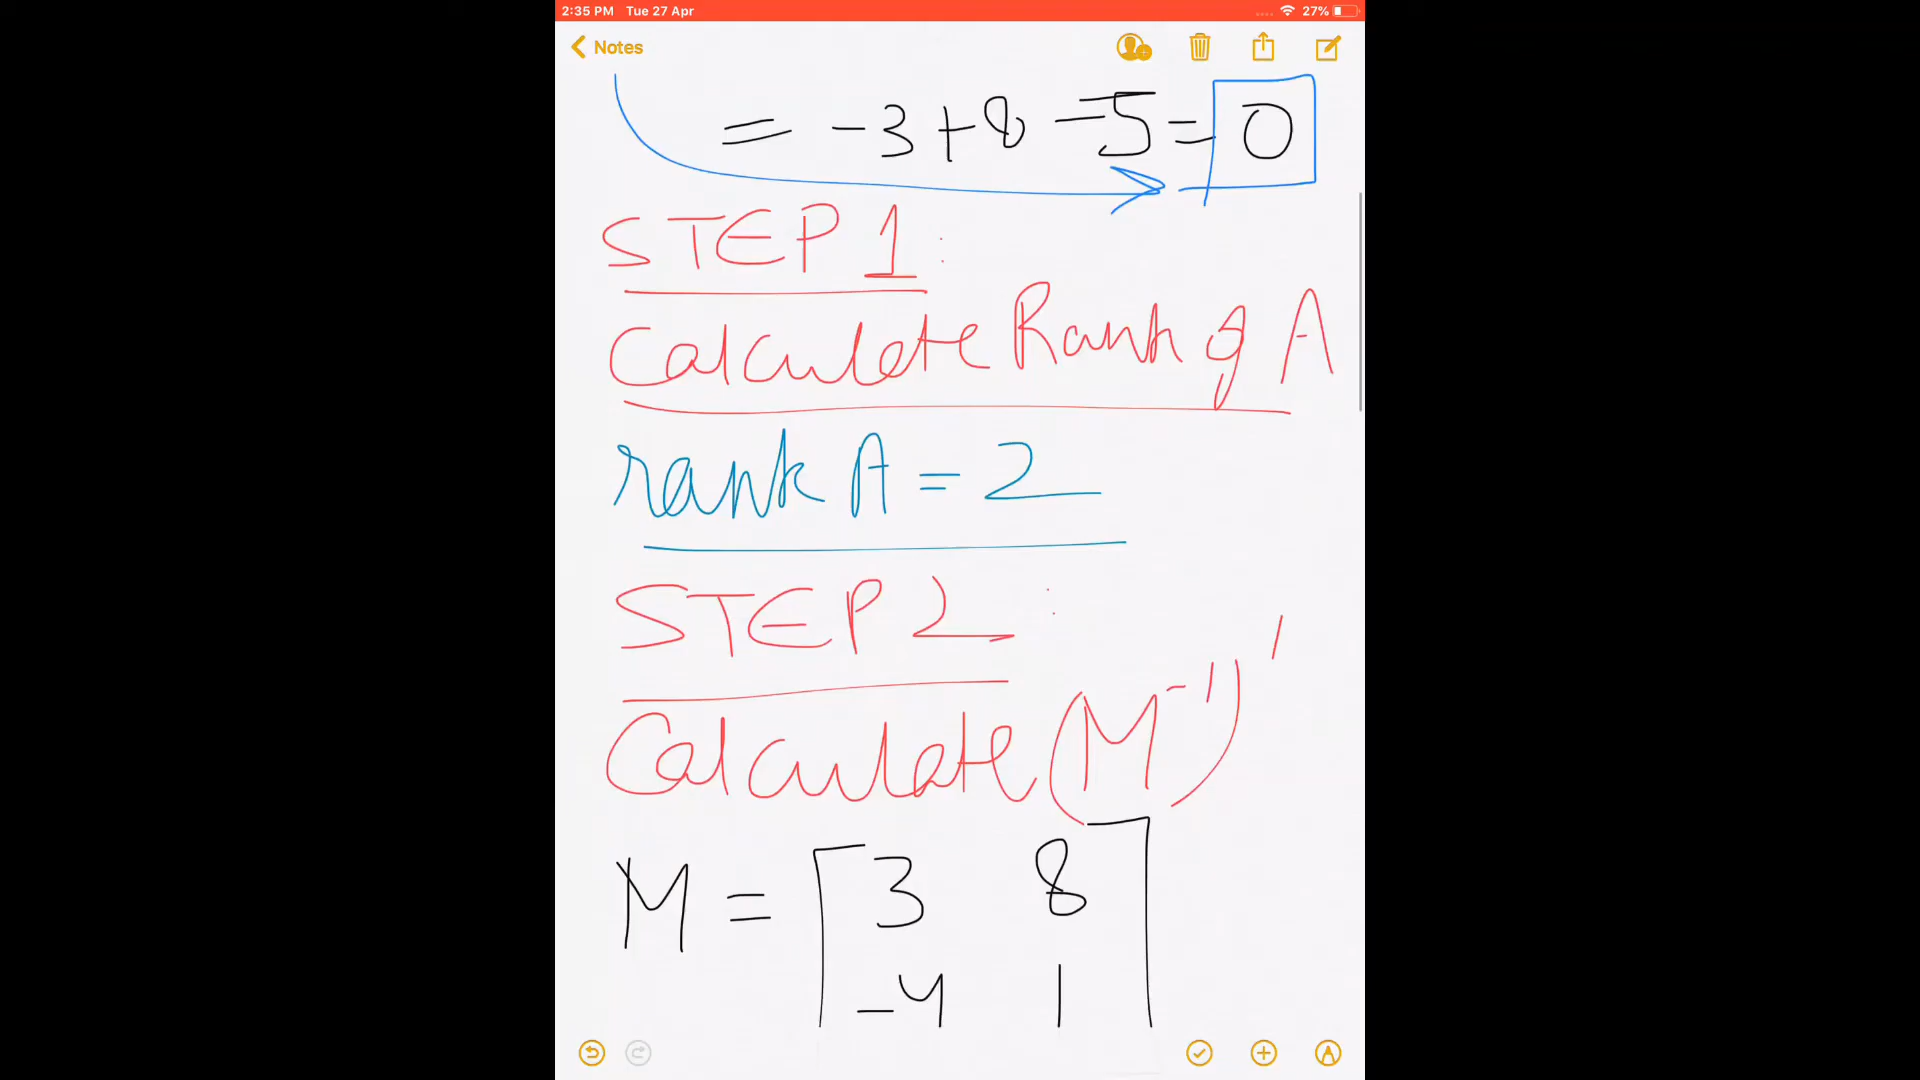 2:35 PM Tue 27 Apr 27%
Notes
= -3+8 -5 = 0
STEP 1 :
Calculate Rank of A
rank A = 2
STEP 2 :
Calculate (M⁻¹)'
M = [ 3 8
-4 1